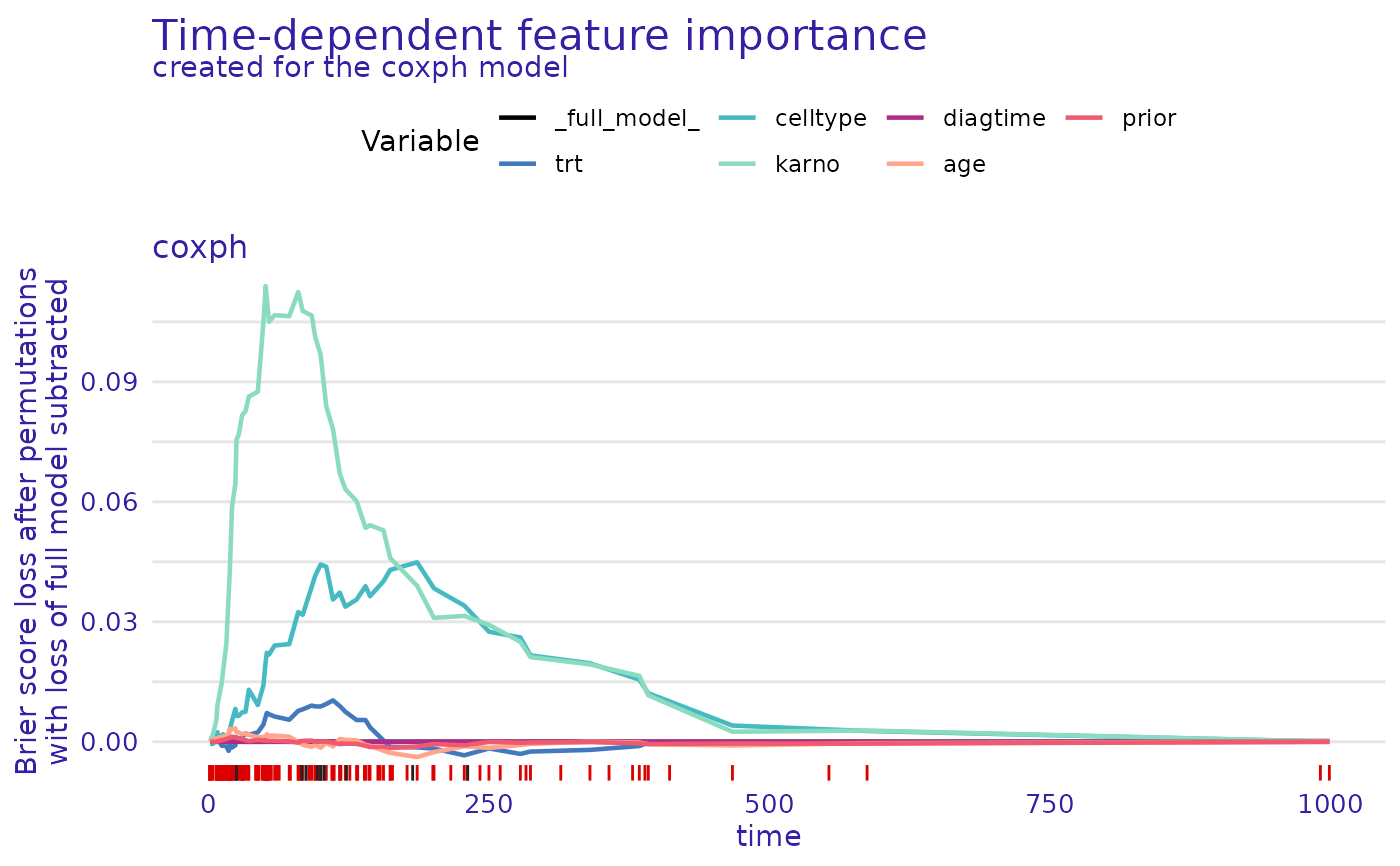 Time-dependent feature importance
created for the coxph model
Variable
_full_model_
celltype
diagtime
prior
trt
karno
age
coxph
Brier score loss after permutations
with loss of full model subtracted
0.09
0.06
0.03
0.00
0
250
500
750
1000
time